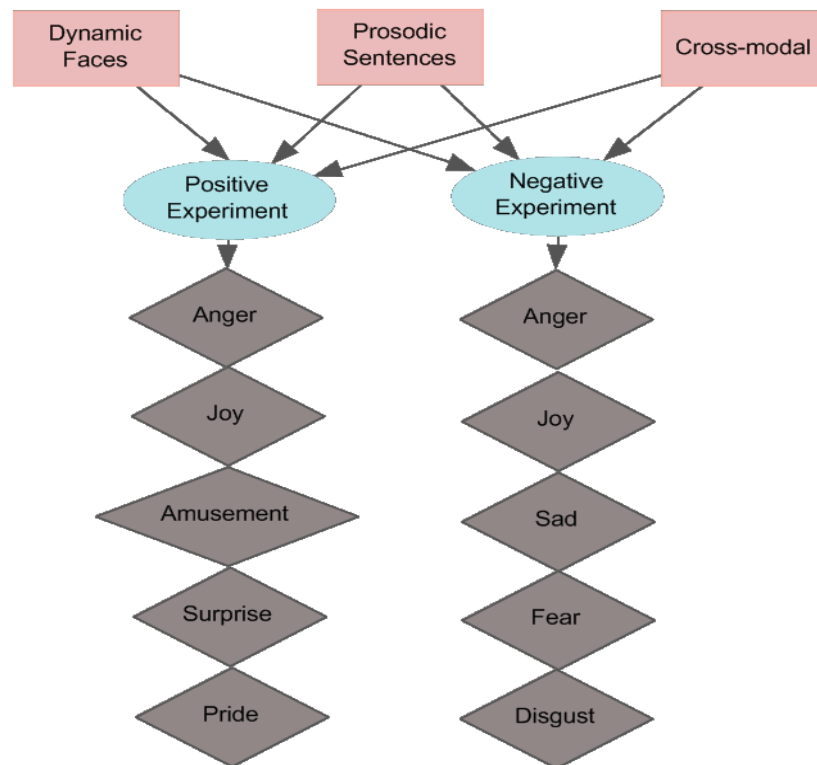 Dynamic
Faces
Prosodic
Sentences
Cross-modal
Positive
Experiment
Negative
Experiment
Anger
Joy
Amusement
Surprise
Pride
Anger
Joy
Sad
Fear
Disgust